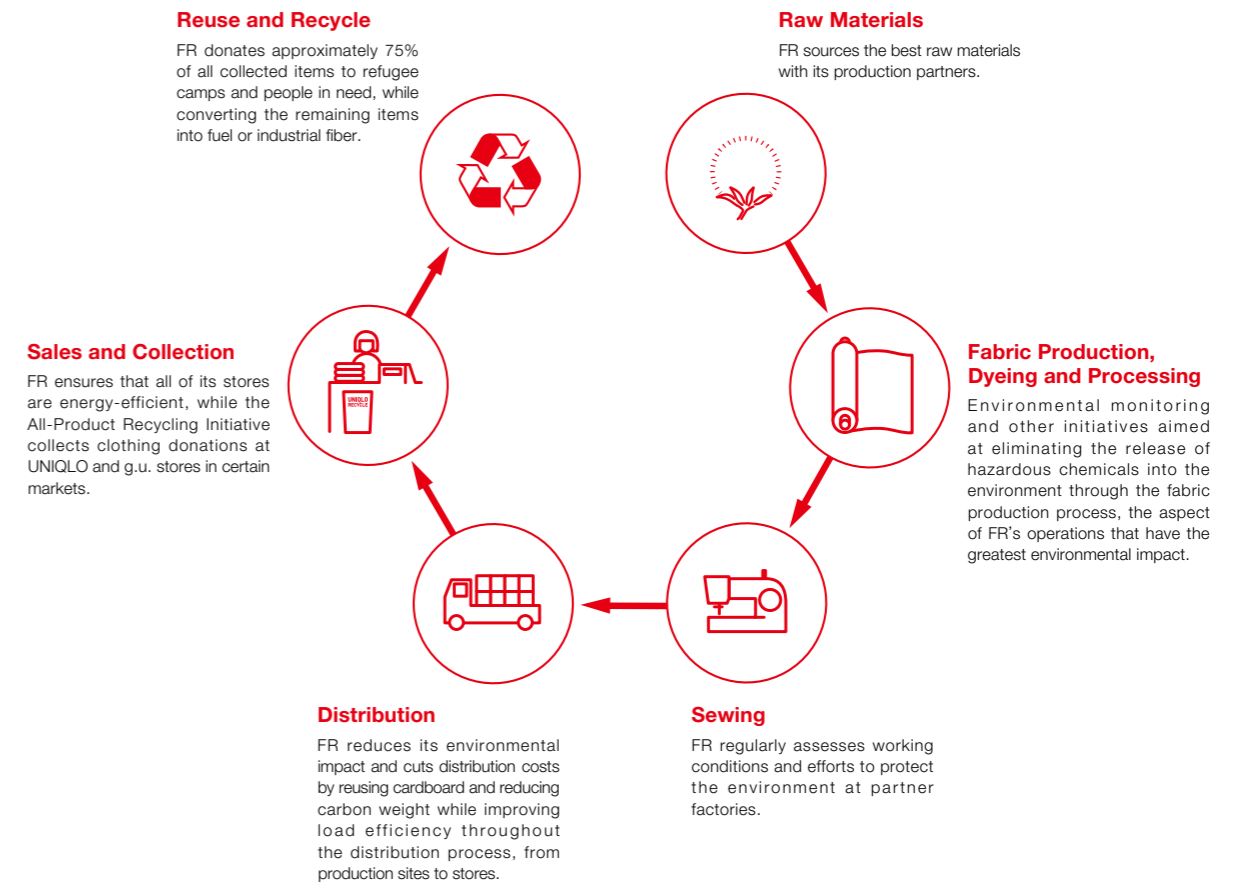 Reuse and Recycle
FR donates approximately 75%
of all collected items to refugee
camps and people in need, while
converting the remaining items
into fuel or industrial fiber.
Raw Materials
FR sources the best raw materials
with its production partners.
Sales and Collection
FR ensures that all of its stores
are energy-efficient, while the
All-Product Recycling Initiative
collects clothing donations at
UNIQLO and g.u. stores in certain
markets.
UNIQLO
RECYCLE
Fabric Production,
Dyeing and Processing
Environmental monitoring
and other initiatives aimed
at eliminating the release of
hazardous chemicals into the
environment through the fabric
production process, the aspect
of FR's operations that have the
greatest environmental impact.
Distribution
FR reduces its environmental
impact and cuts distribution costs
by reusing cardboard and reducing
carbon weight while improving
load efficiency throughout
the distribution process, from
production sites to stores.
Sewing
FR regularly assesses working
conditions and efforts to protect
the environment at partner
factories.